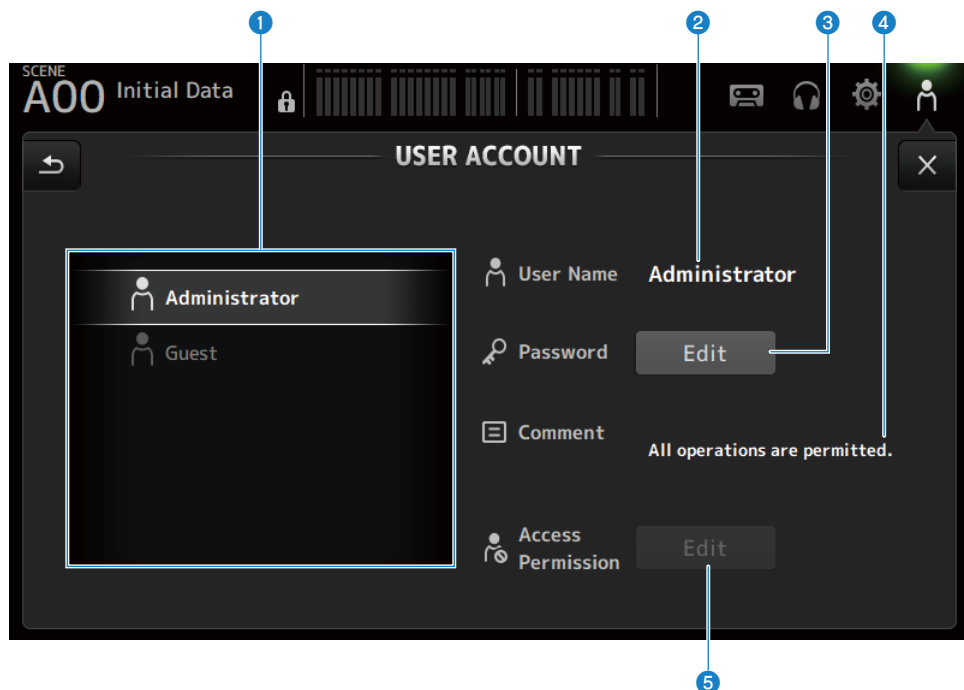 1 2 3 4
SCENE
A00 Initial Data
USER ACCOUNT
User Name Administrator
Administrator
Guest
Password Edit
Comment
All operations are permitted.
Access
Permission Edit
5